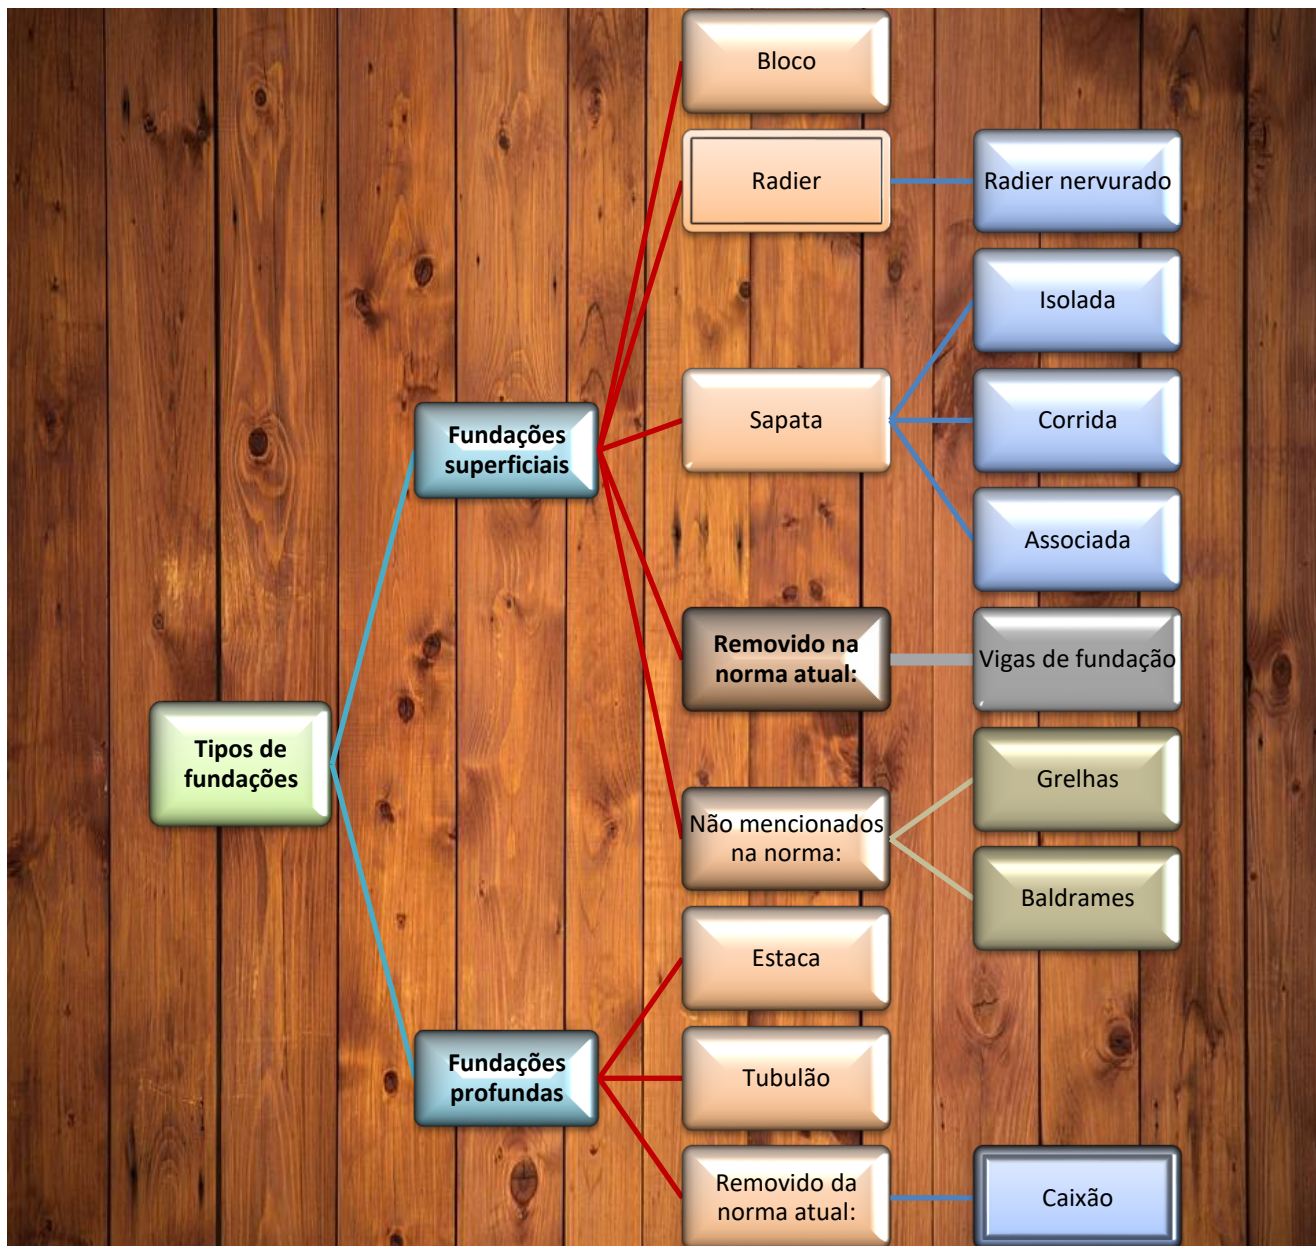 Bloco
Radier
Radier nervurado
Isolada
Fundações
superficiais
Sapata
Corrida
Associada
Removido na
norma atual:
Vigas de fundação
Tipos de
fundações
Grelhas
Não mencionados
na norma:
Baldrames
Estaca
Fundações
profundas
Tubulão
Removido da
norma atual:
Caixão